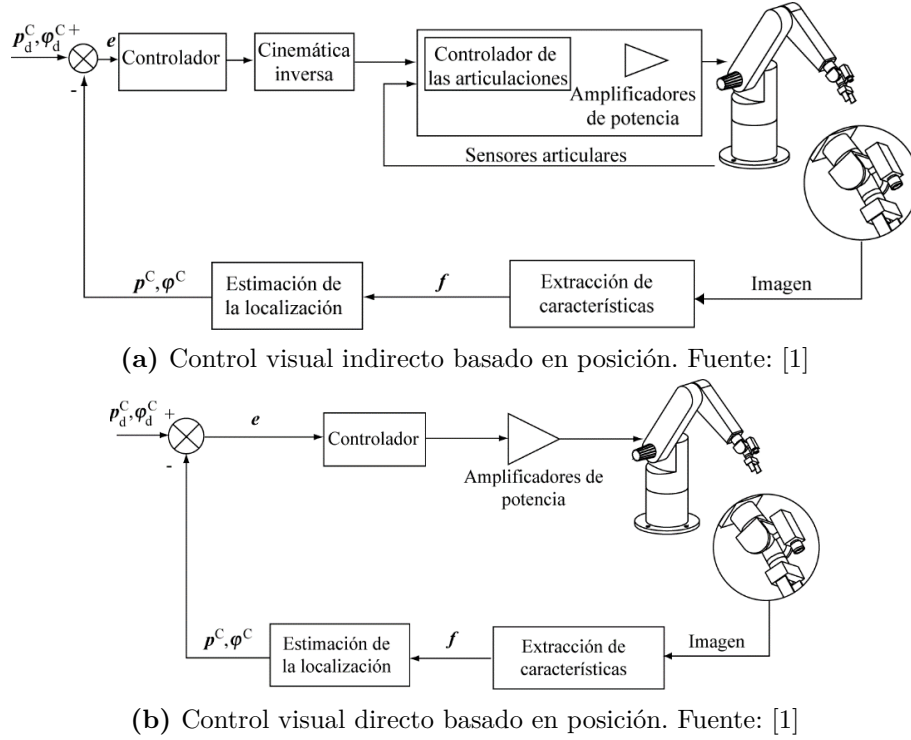 p_d^C, φ_d^C +
e
-
Controlador
Cinemática
inversa
Controlador de
las articulaciones
Amplificadores
de potencia
Sensores articulares
p^C, φ^C
Estimación de
la localización
f
Extracción de
características
Imagen
(a) Control visual indirecto basado en posición. Fuente: [1]
p_d^C, φ_d^C +
e
-
Controlador
Amplificadores de
potencia
p^C, φ^C
Estimación de
la localización
f
Extracción de
características
Imagen
(b) Control visual directo basado en posición. Fuente: [1]